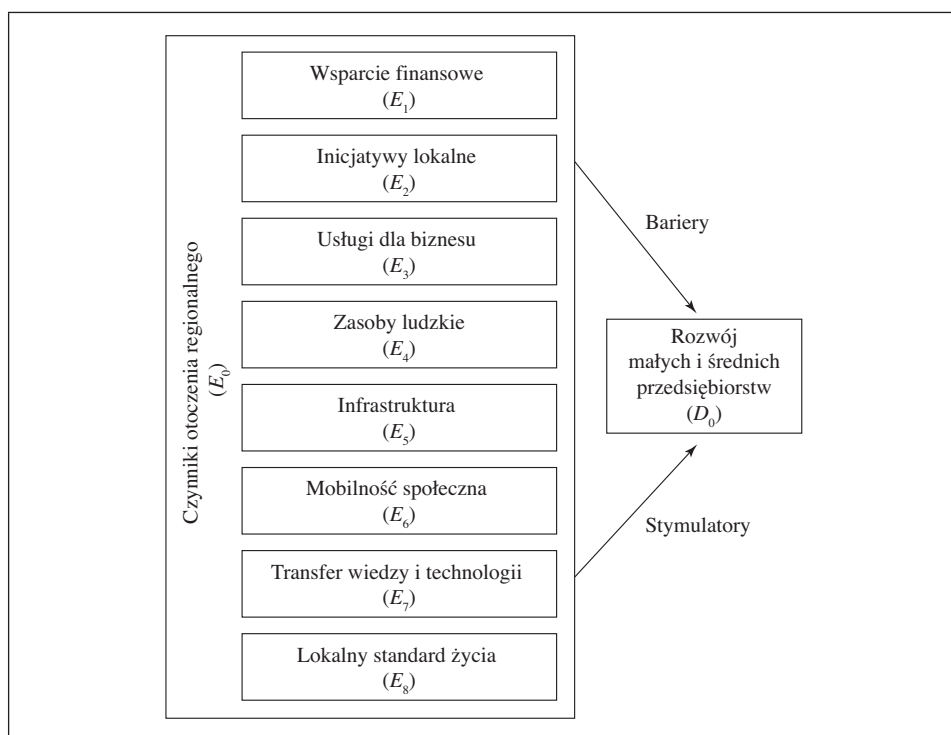 Czynniki otoczenia regionalnego
(E₀)
Wsparcie finansowe
(E₁)
Inicjatywy lokalne
(E₂)
Usługi dla biznesu
(E₃)
Zasoby ludzkie
(E₄)
Infrastruktura
(E₅)
Mobilność społeczna
(E₆)
Transfer wiedzy i technologii
(E₇)
Lokalny standard życia
(E₈)
Bariery
Stymulatory
Rozwój
małych i średnich
przedsiębiorstw
(D₀)